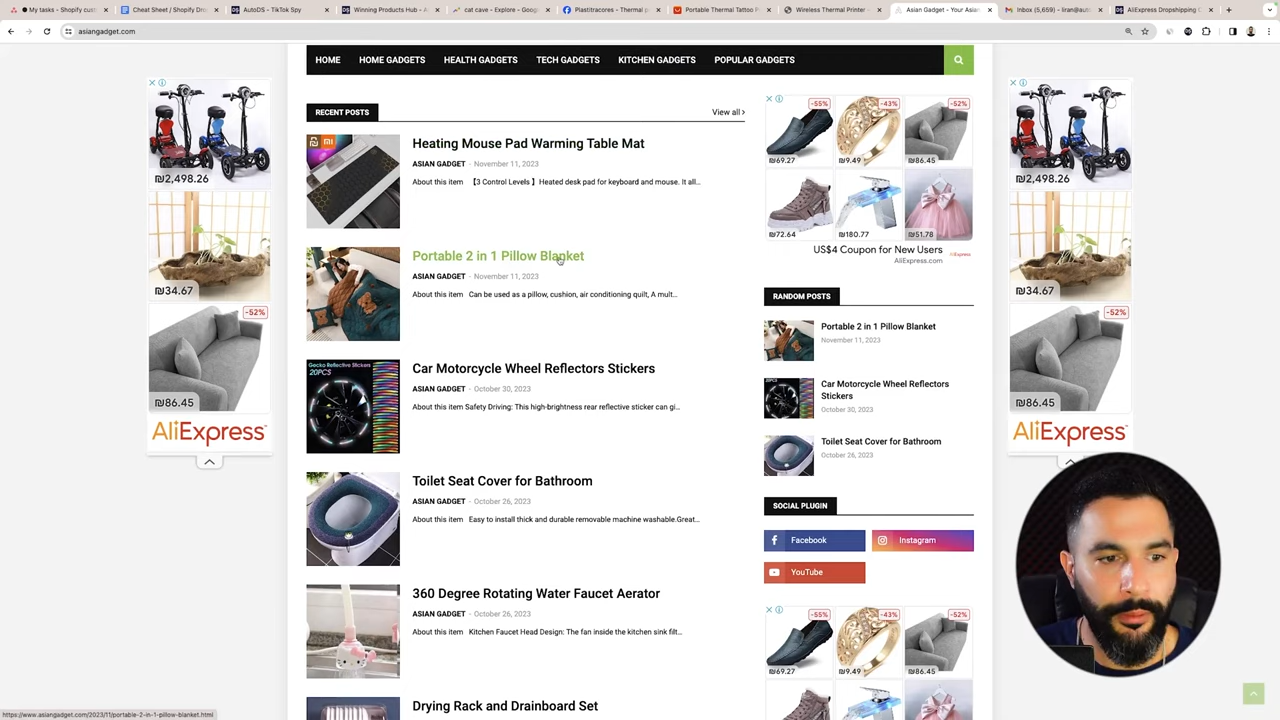 My tasks - Shopify cust
Cheat Sheet / Shopify Dro
AutoDS - TikTok Spy
Winning Products Hub - A
cat cave - Explore - Goog
Plastitracores - Thermal p
Portable Thermal Tattoo P
Wireless Thermal Printer
Asian Gadget - Your Asian
Inbox (5,659) - liran@auto
AliExpress Dropshipping C
asiangadget.com
HOME
HOME GADGETS
HEALTH GADGETS
TECH GADGETS
KITCHEN GADGETS
POPULAR GADGETS
RECENT POSTS
View all
Heating Mouse Pad Warming Table Mat
ASIAN GADGET - November 11, 2023
About this item 【3 Control Levels 】Heated desk pad for keyboard and mouse. It all...
Portable 2 in 1 Pillow Blanket
ASIAN GADGET - November 11, 2023
About this item Can be used as a pillow, cushion, air conditioning quilt, A mult...
Gecko Reflective Stickers
20PCS
Car Motorcycle Wheel Reflectors Stickers
ASIAN GADGET - October 30, 2023
About this item Safety Driving: This high-brightness rear reflective sticker can gi...
Toilet Seat Cover for Bathroom
ASIAN GADGET - October 26, 2023
About this item Easy to install thick and durable removable machine washable.Great...
360 Degree Rotating Water Faucet Aerator
ASIAN GADGET - October 26, 2023
About this item Kitchen Faucet Head Design: The fan inside the kitchen sink filt...
Drying Rack and Drainboard Set
₪2,498.26
₪34.67
-52%
₪86.45
AliExpress
-55%
-43%
-52%
₪69.27
₪9.49
₪86.45
₪72.64
₪180.77
₪51.78
US$4 Coupon for New Users
AliExpress.com
AliExpress
RANDOM POSTS
Portable 2 in 1 Pillow Blanket
November 11, 2023
20PCS
Car Motorcycle Wheel Reflectors
Stickers
October 30, 2023
Toilet Seat Cover for Bathroom
October 26, 2023
SOCIAL PLUGIN
Facebook
Instagram
YouTube
-55%
-43%
-52%
₪69.27
₪9.49
₪86.45
₪2,498.26
₪34.67
-52%
₪86.45
AliExpress
https://www.asiangadget.com/2023/11/portable-2-in-1-pillow-blanket.html